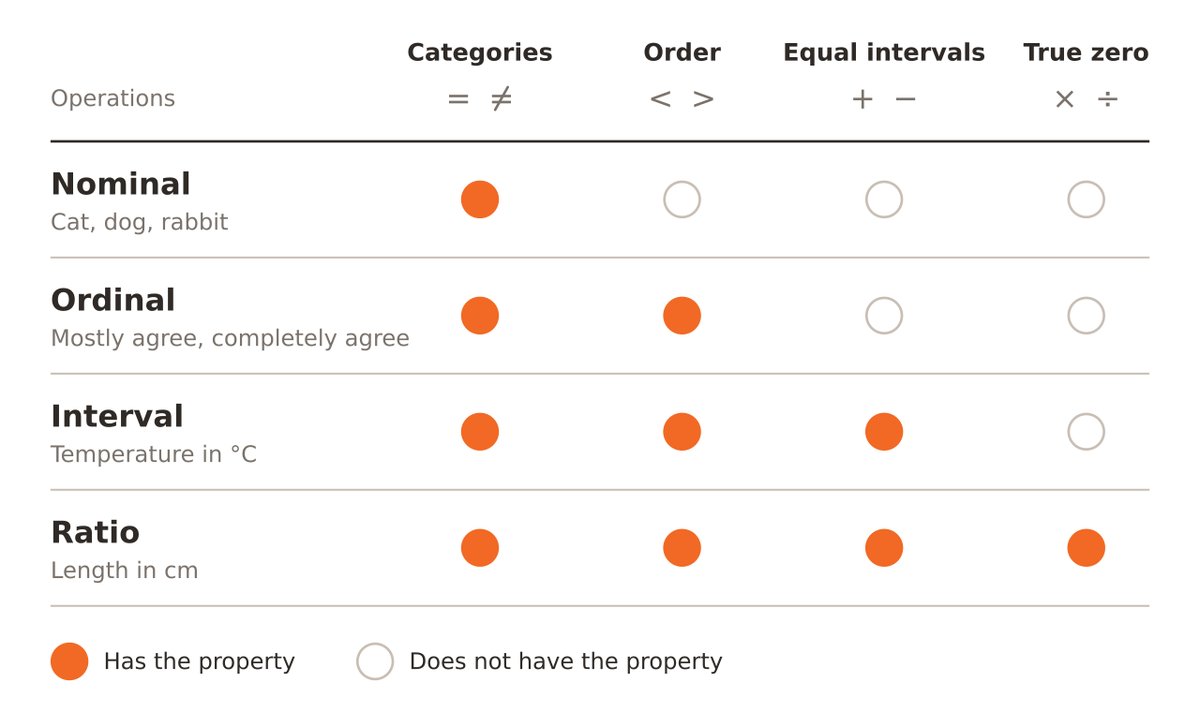 Categories Order Equal intervals True zero
Operations = ≠ < > + − × ÷
Nominal
Cat, dog, rabbit
Ordinal
Mostly agree, completely agree
Interval
Temperature in °C
Ratio
Length in cm
Has the property Does not have the property